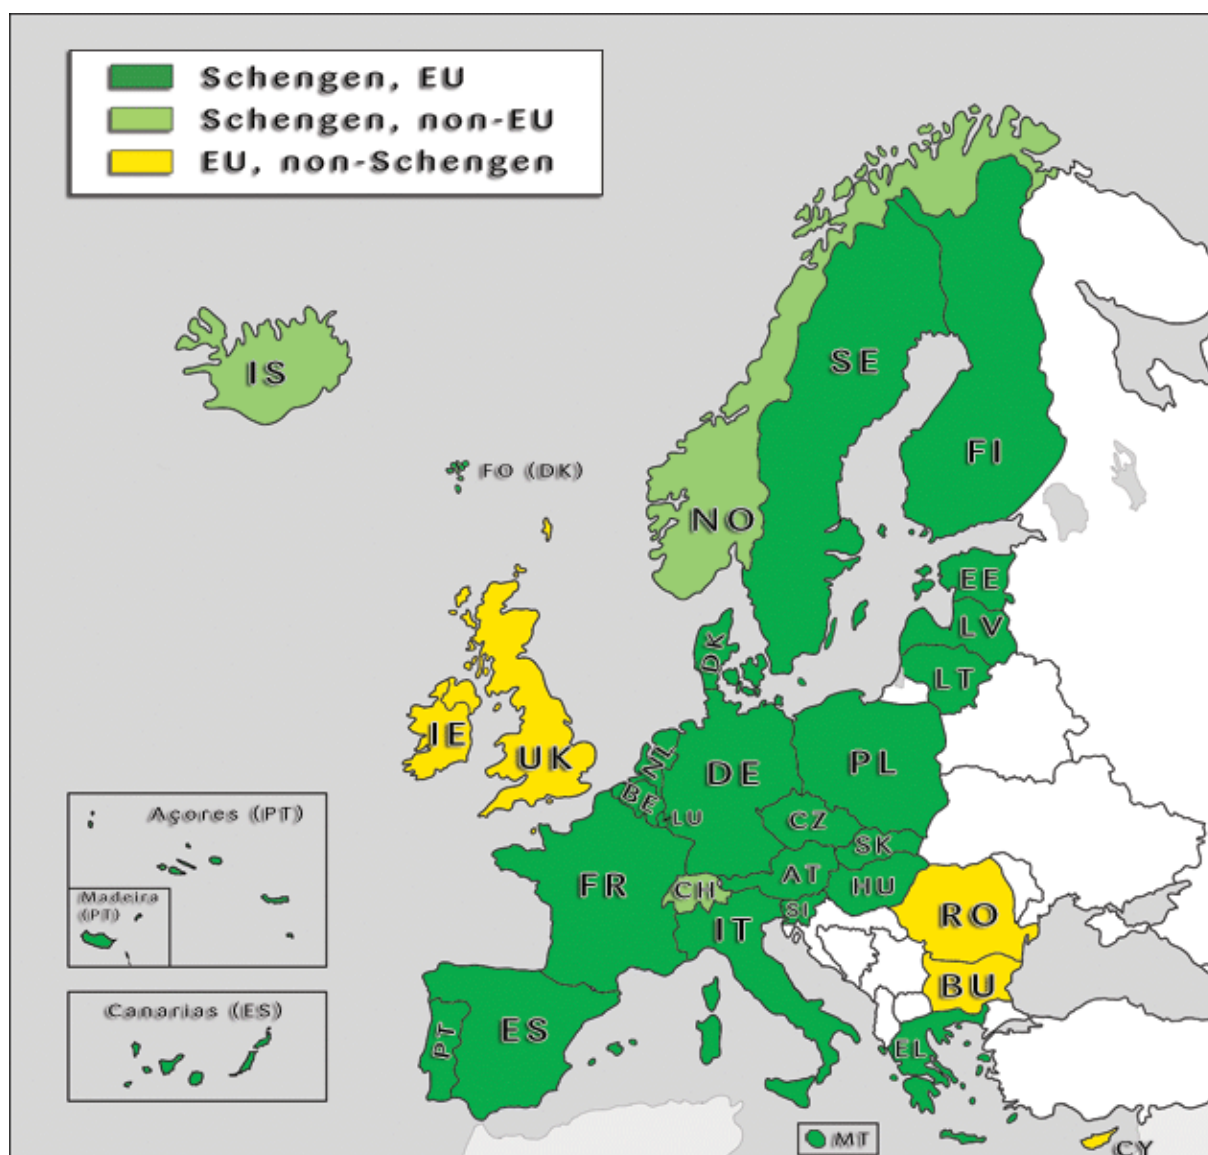 Schengen, EU
Schengen, non-EU
EU, non-Schengen
IS
SE
FI
FO (DK)
NO
EE
LV
DK
LT
IE
UK
NL
DE
PL
BE
LU
CZ
SK
Açores (PT)
FR
CH
AT
HU
SI
Madeira
(PT)
IT
RO
BU
Canarias (ES)
PT
ES
EL
MT
CY